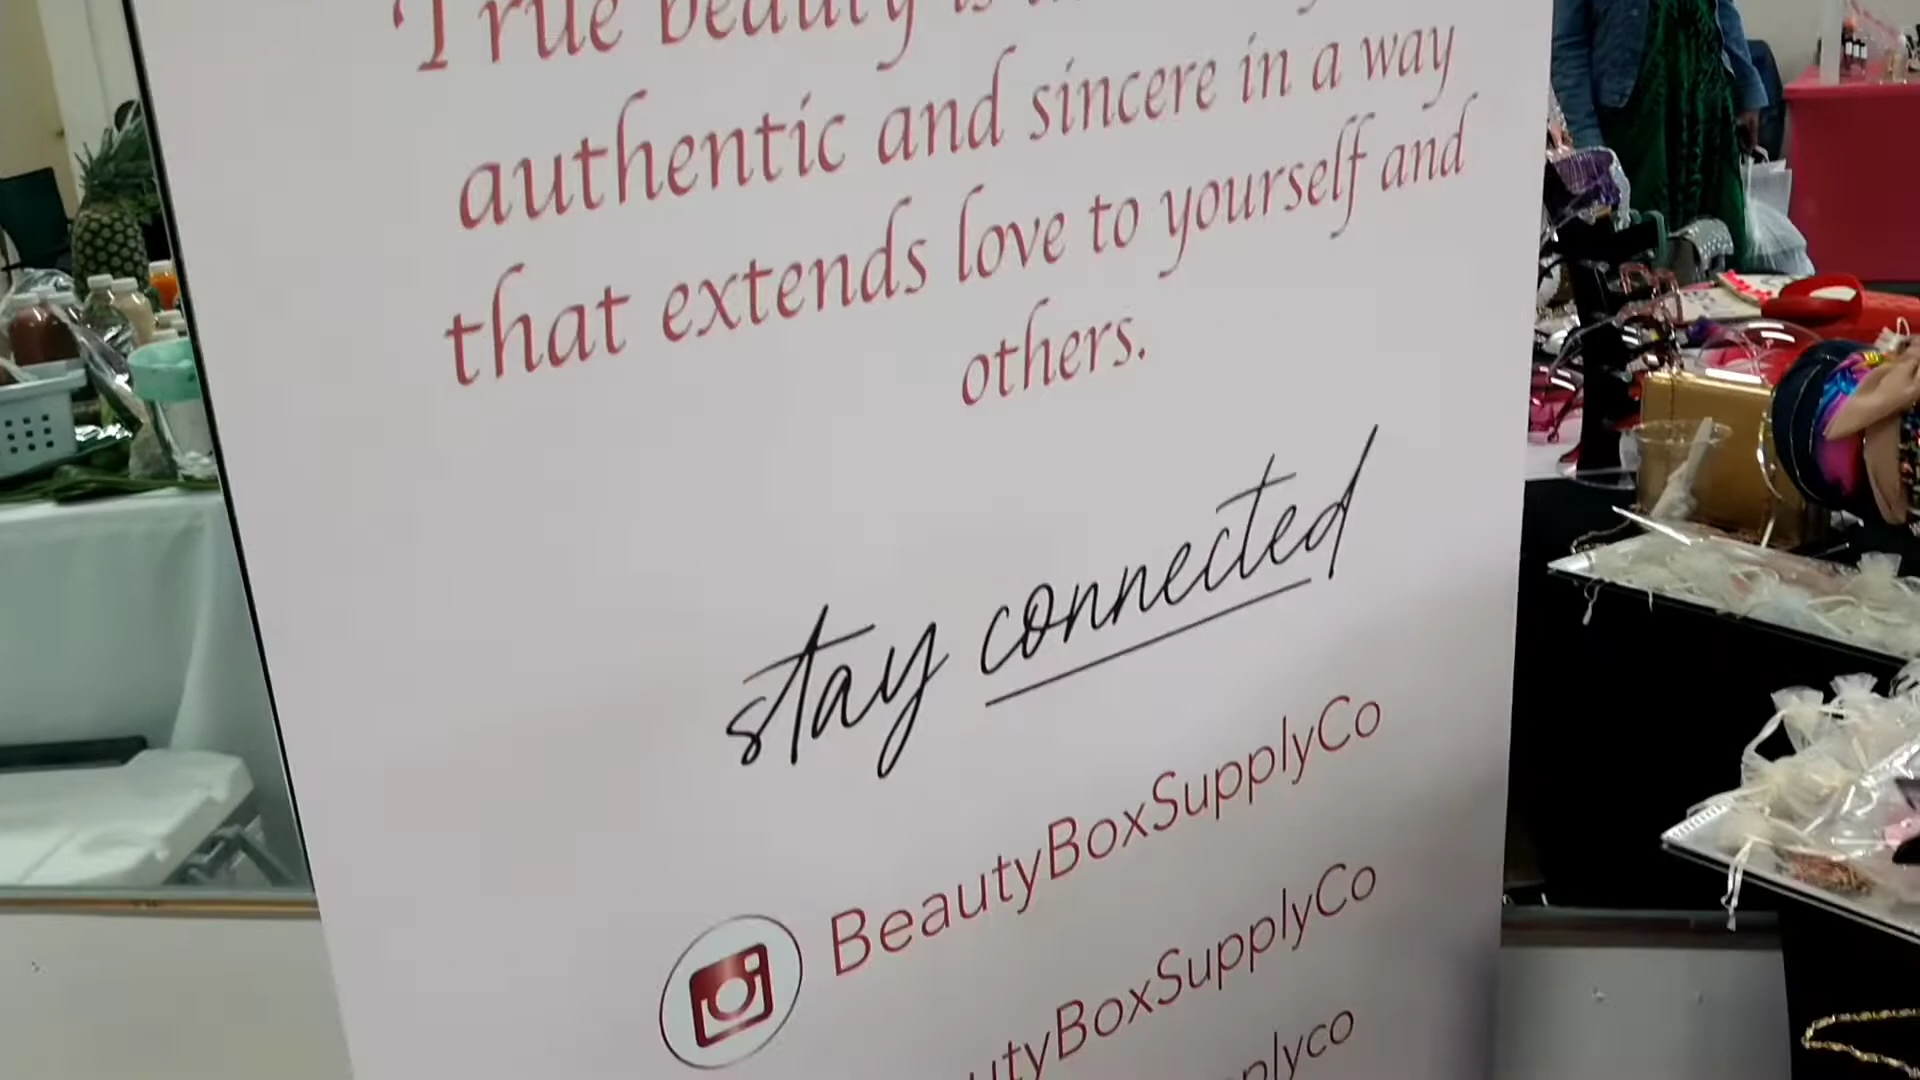 True beauty is
authentic and sincere in a way
that extends love to yourself and
others.
stay connected
BeautyBoxSupplyCo
utyBoxSupplyCo
plyco